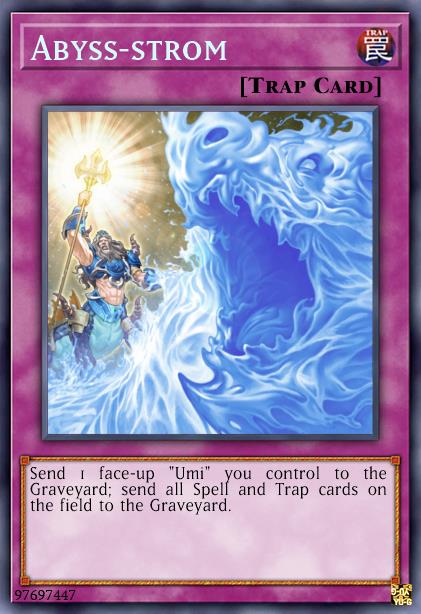 Abyss-strom
TRAP
罠
[Trap Card]
Send 1 face-up "Umi" you control to the
Graveyard; send all Spell and Trap cards on
the field to the Graveyard.
97697447